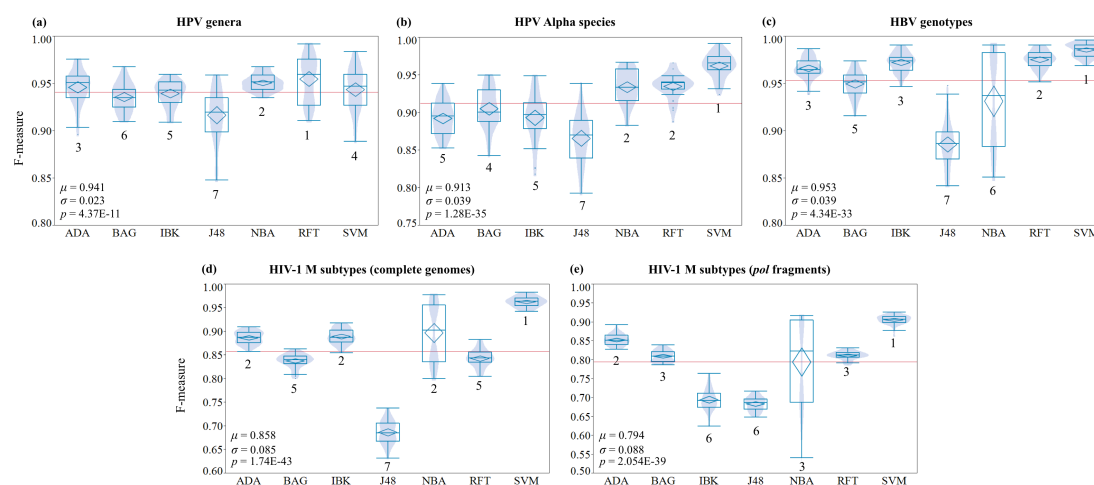 (a) HPV genera
F-measure
1.00
0.95
0.90
0.85
0.80
3
6
5
7
2
1
4
μ = 0.941
σ = 0.023
p = 4.37E-11
ADA BAG IBK J48 NBA RFT SVM
(b) HPV Alpha species
1.00
0.95
0.90
0.85
0.80
0.75
5
4
5
7
2
2
1
μ = 0.913
σ = 0.039
p = 1.28E-35
ADA BAG IBK J48 NBA RFT SVM
(c) HBV genotypes
1.00
0.95
0.90
0.85
0.80
3
5
3
7
6
2
1
μ = 0.953
σ = 0.039
p = 4.34E-33
ADA BAG IBK J48 NBA RFT SVM
(d) HIV-1 M subtypes (complete genomes)
F-measure
1.00
0.95
0.90
0.85
0.80
0.75
0.70
0.65
0.60
2
5
2
7
2
5
1
μ = 0.858
σ = 0.085
p = 1.74E-43
ADA BAG IBK J48 NBA RFT SVM
(e) HIV-1 M subtypes (pol fragments)
1.00
0.95
0.90
0.85
0.80
0.75
0.70
0.65
0.60
0.55
0.50
2
3
6
6
3
3
1
μ = 0.794
σ = 0.088
p = 2.054E-39
ADA BAG IBK J48 NBA RFT SVM